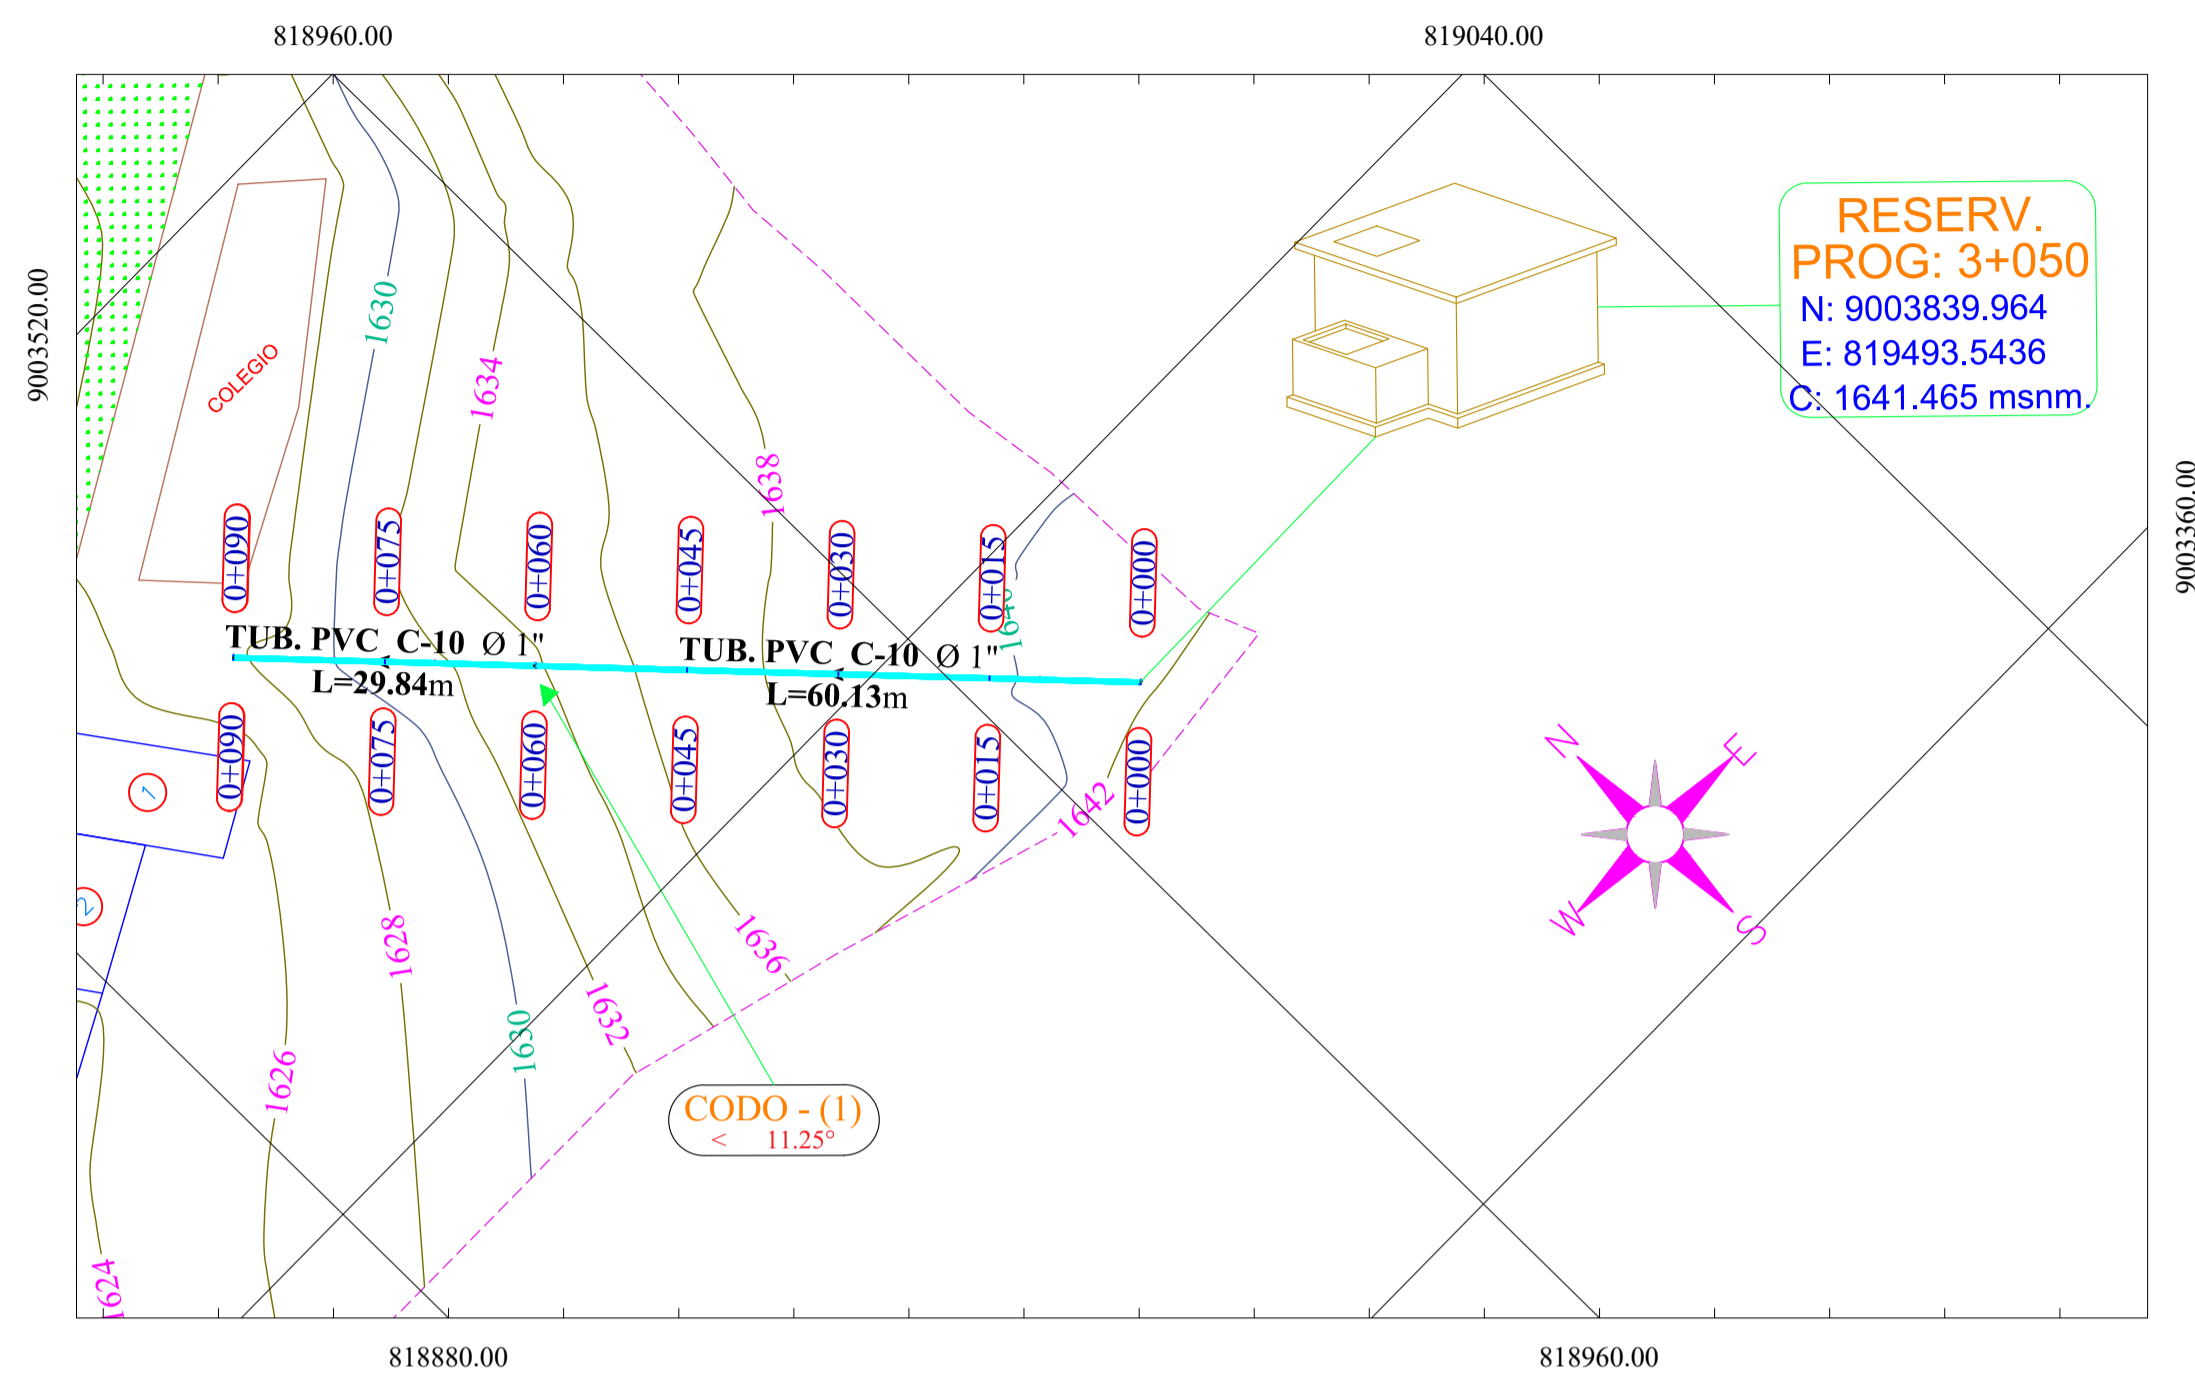 818960.00
819040.00
9003520.00
9003360.00
RESERV.
PROG: 3+050
N: 9003839.964
E: 819493.5436
C: 1641.465 msnm.
COLEGIO
1630
1634
1638
1640
0+090
0+075
0+060
0+045
0+030
0+015
0+000
TUB. PVC C-10 Ø 1"
L=29.84m
TUB. PVC C-10 Ø 1"
L=60.13m
0+090
0+075
0+060
0+045
0+030
0+015
0+000
1
2
1642
N
E
W
S
1628
1636
1630
1632
1626
1624
CODO - (1)
< 11.25°
818880.00
818960.00